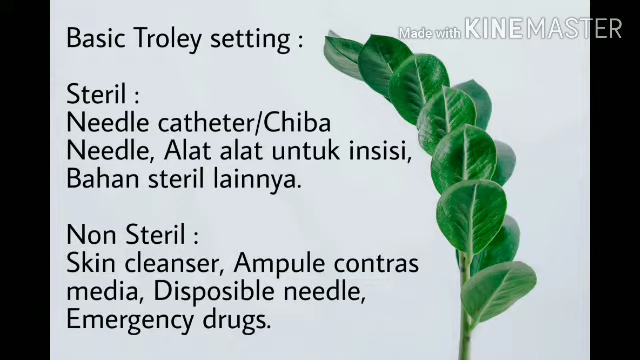 Basic Troley setting :
Made with KINEMASTER
Steril :
Needle catheter/Chiba
Needle, Alat alat untuk insisi,
Bahan steril lainnya.
Non Steril :
Skin cleanser, Ampule contras
media, Disposible needle,
Emergency drugs.